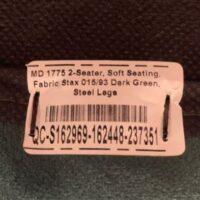 MD 1775 2-Seater, Soft Seating,
Fabric Stax 015/93 Dark Green,
Steel Legs
QC-S162969-162448-237351